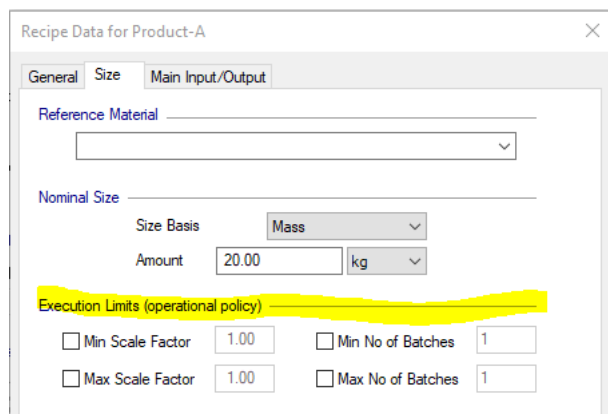 Recipe Data for Product-A
General Size Main Input/Output
Reference Material
Nominal Size
Size Basis Mass
Amount 20.00 kg
Execution Limits (operational policy)
Min Scale Factor 1.00 Min No of Batches 1
Max Scale Factor 1.00 Max No of Batches 1